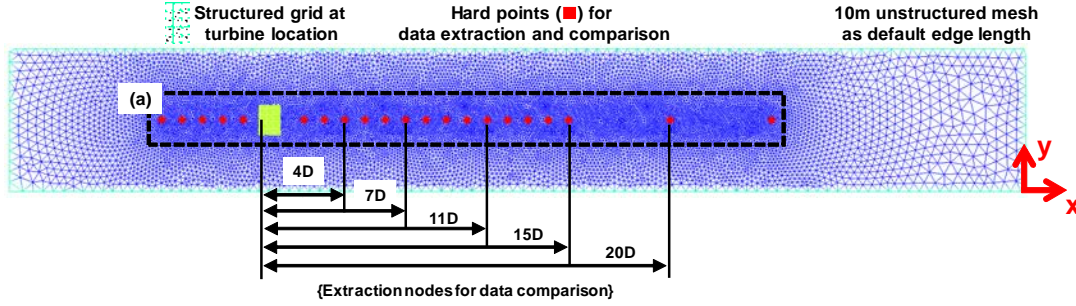 Structured grid at
turbine location
Hard points (■) for
data extraction and comparison
10m unstructured mesh
as default edge length
(a)
y
x
4D
7D
11D
15D
20D
{Extraction nodes for data comparison}